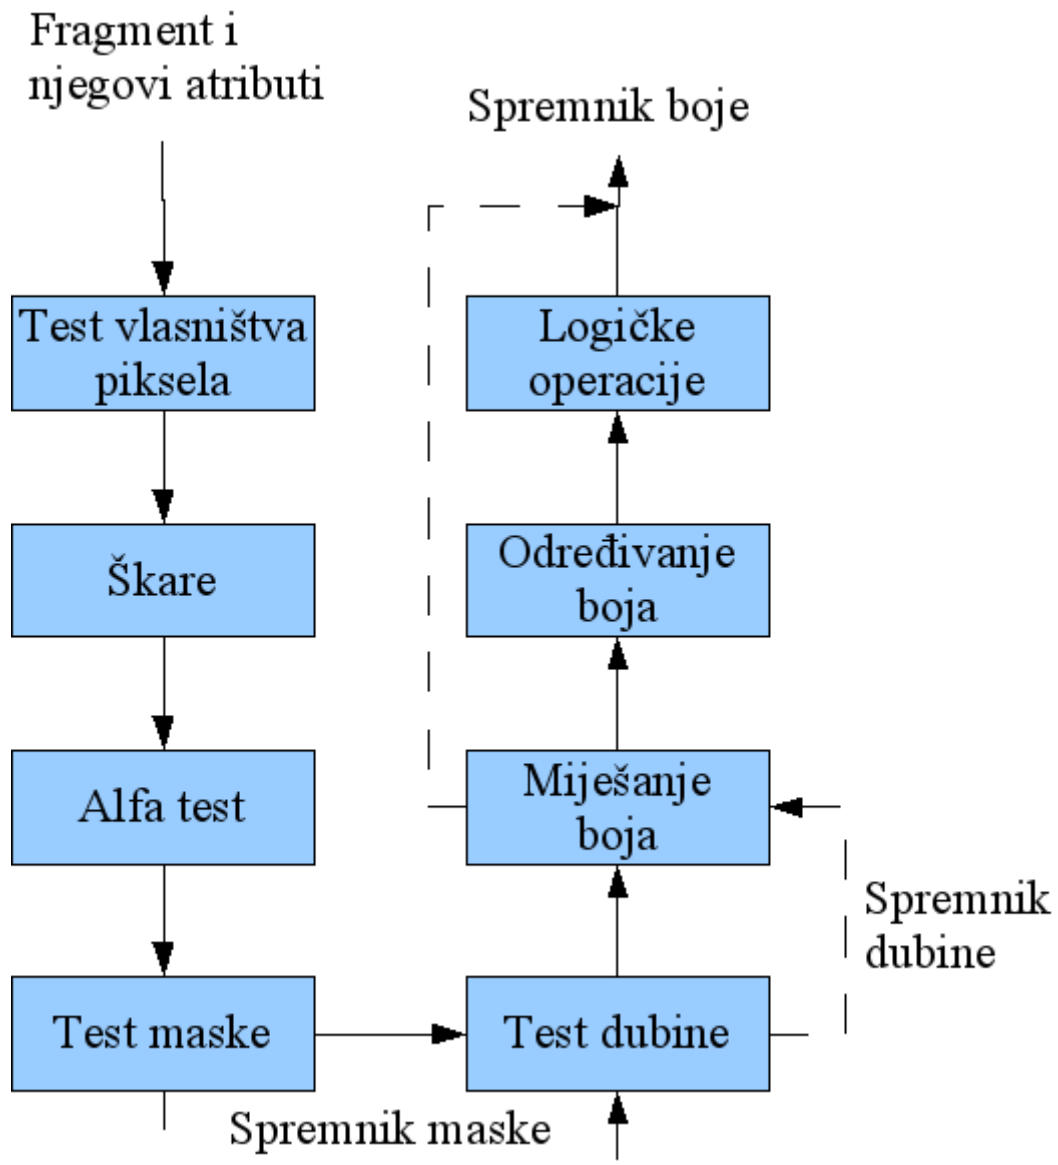 Fragment i
njegovi atributi
Test vlasništva
piksela
Škare
Alfa test
Test maske
Spremnik maske
Test dubine
Spremnik
dubine
Miješanje
boja
Određivanje
boja
Logičke
operacije
Spremnik boje